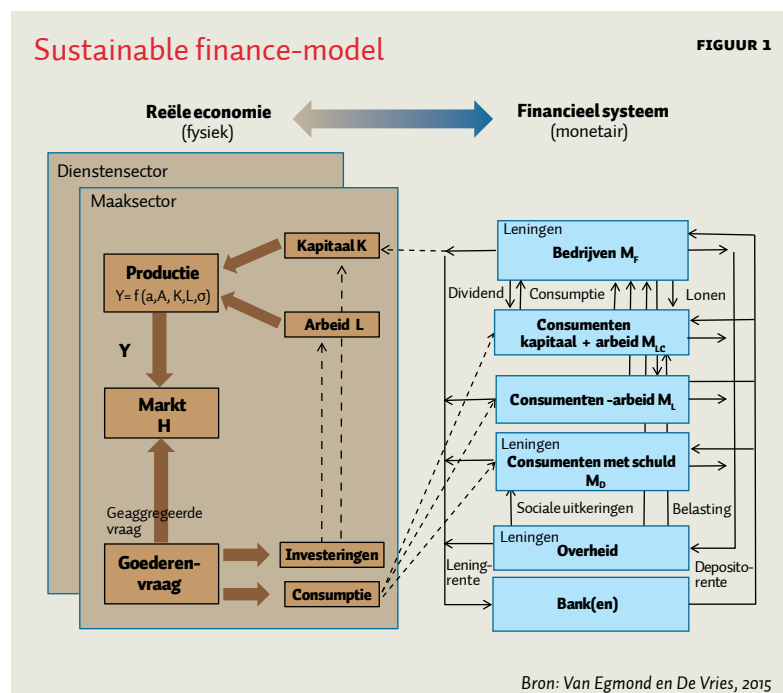 Sustainable finance-model
FIGUUR 1
Reële economie
(fysiek)
Financieel systeem
(monetair)
Dienstensector
Maaksector
Kapitaal K
Productie
Y= f (a,A, K,L,σ)
Arbeid L
Y
Markt
H
Geaggregeerde
vraag
Goederen-
vraag
Investeringen
Consumptie
Leningen
Bedrijven M_F
Dividend
Consumptie
Lonen
Consumenten
kapitaal + arbeid M_LC
Consumenten -arbeid M_L
Leningen
Consumenten met schuld
M_D
Sociale uitkeringen
Belasting
Leningen
Overheid
Lening-
rente
Deposito-
rente
Bank(en)
Bron: Van Egmond en De Vries, 2015